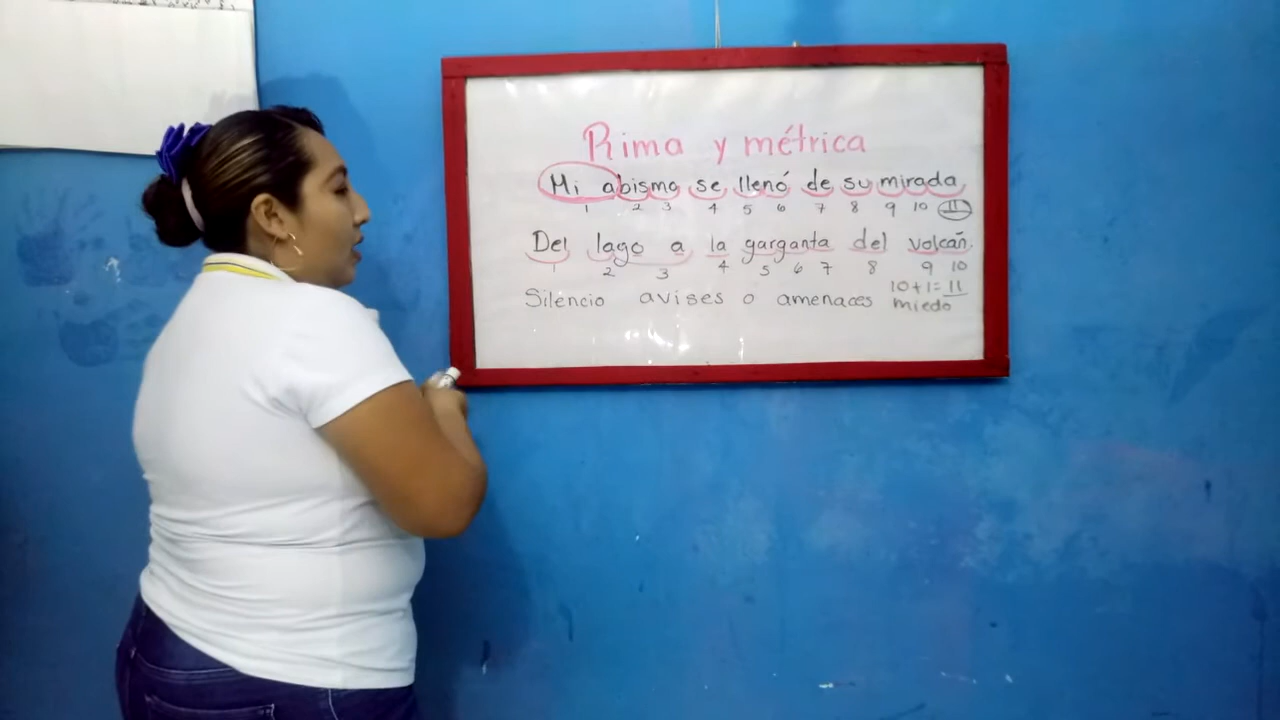 Rima y métrica
Mi abismo se llenó de su mirada
1 2 3 4 5 6 7 8 9 10 11
Del lago a la garganta del volcán.
1 2 3 4 5 6 7 8 9 10
10+1=11
Silencio avises o amenaces miedo